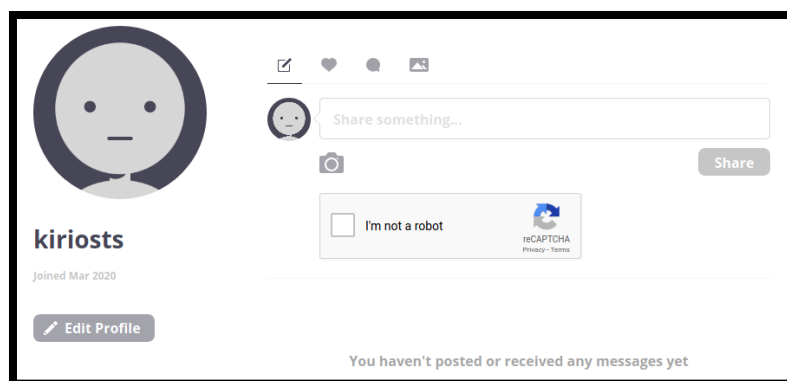 Share something...
Share
I'm not a robot
reCAPTCHA
Privacy - Terms
kiriosts
Joined Mar 2020
Edit Profile
You haven't posted or received any messages yet